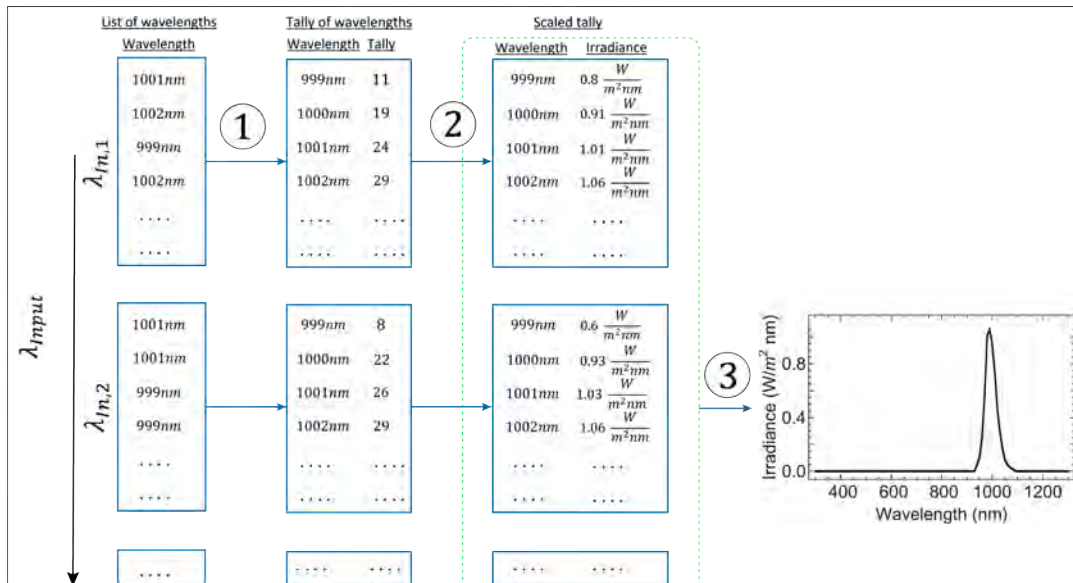 List of wavelengths Tally of wavelengths Scaled tally
Wavelength Wavelength Tally Wavelength Irradiance
1001nm 999nm 11 999nm 0.8 W/m²nm
1002nm 1000nm 19 1000nm 0.91 W/m²nm
999nm 1001nm 24 1001nm 1.01 W/m²nm
1002nm 1002nm 29 1002nm 1.06 W/m²nm
.... .... .... .... ....
.... .... .... .... ....
1
2
λIn,1
λInput
1001nm 999nm 8 999nm 0.6 W/m²nm
1001nm 1000nm 22 1000nm 0.93 W/m²nm
999nm 1001nm 26 1001nm 1.03 W/m²nm
999nm 1002nm 29 1002nm 1.06 W/m²nm
.... .... .... .... ....
.... .... .... .... ....
λIn,2
3
.... .... .... .... ....
Irradiance (W/m² nm)
0.8
0.4
0.0
400 600 800 1000 1200
Wavelength (nm)